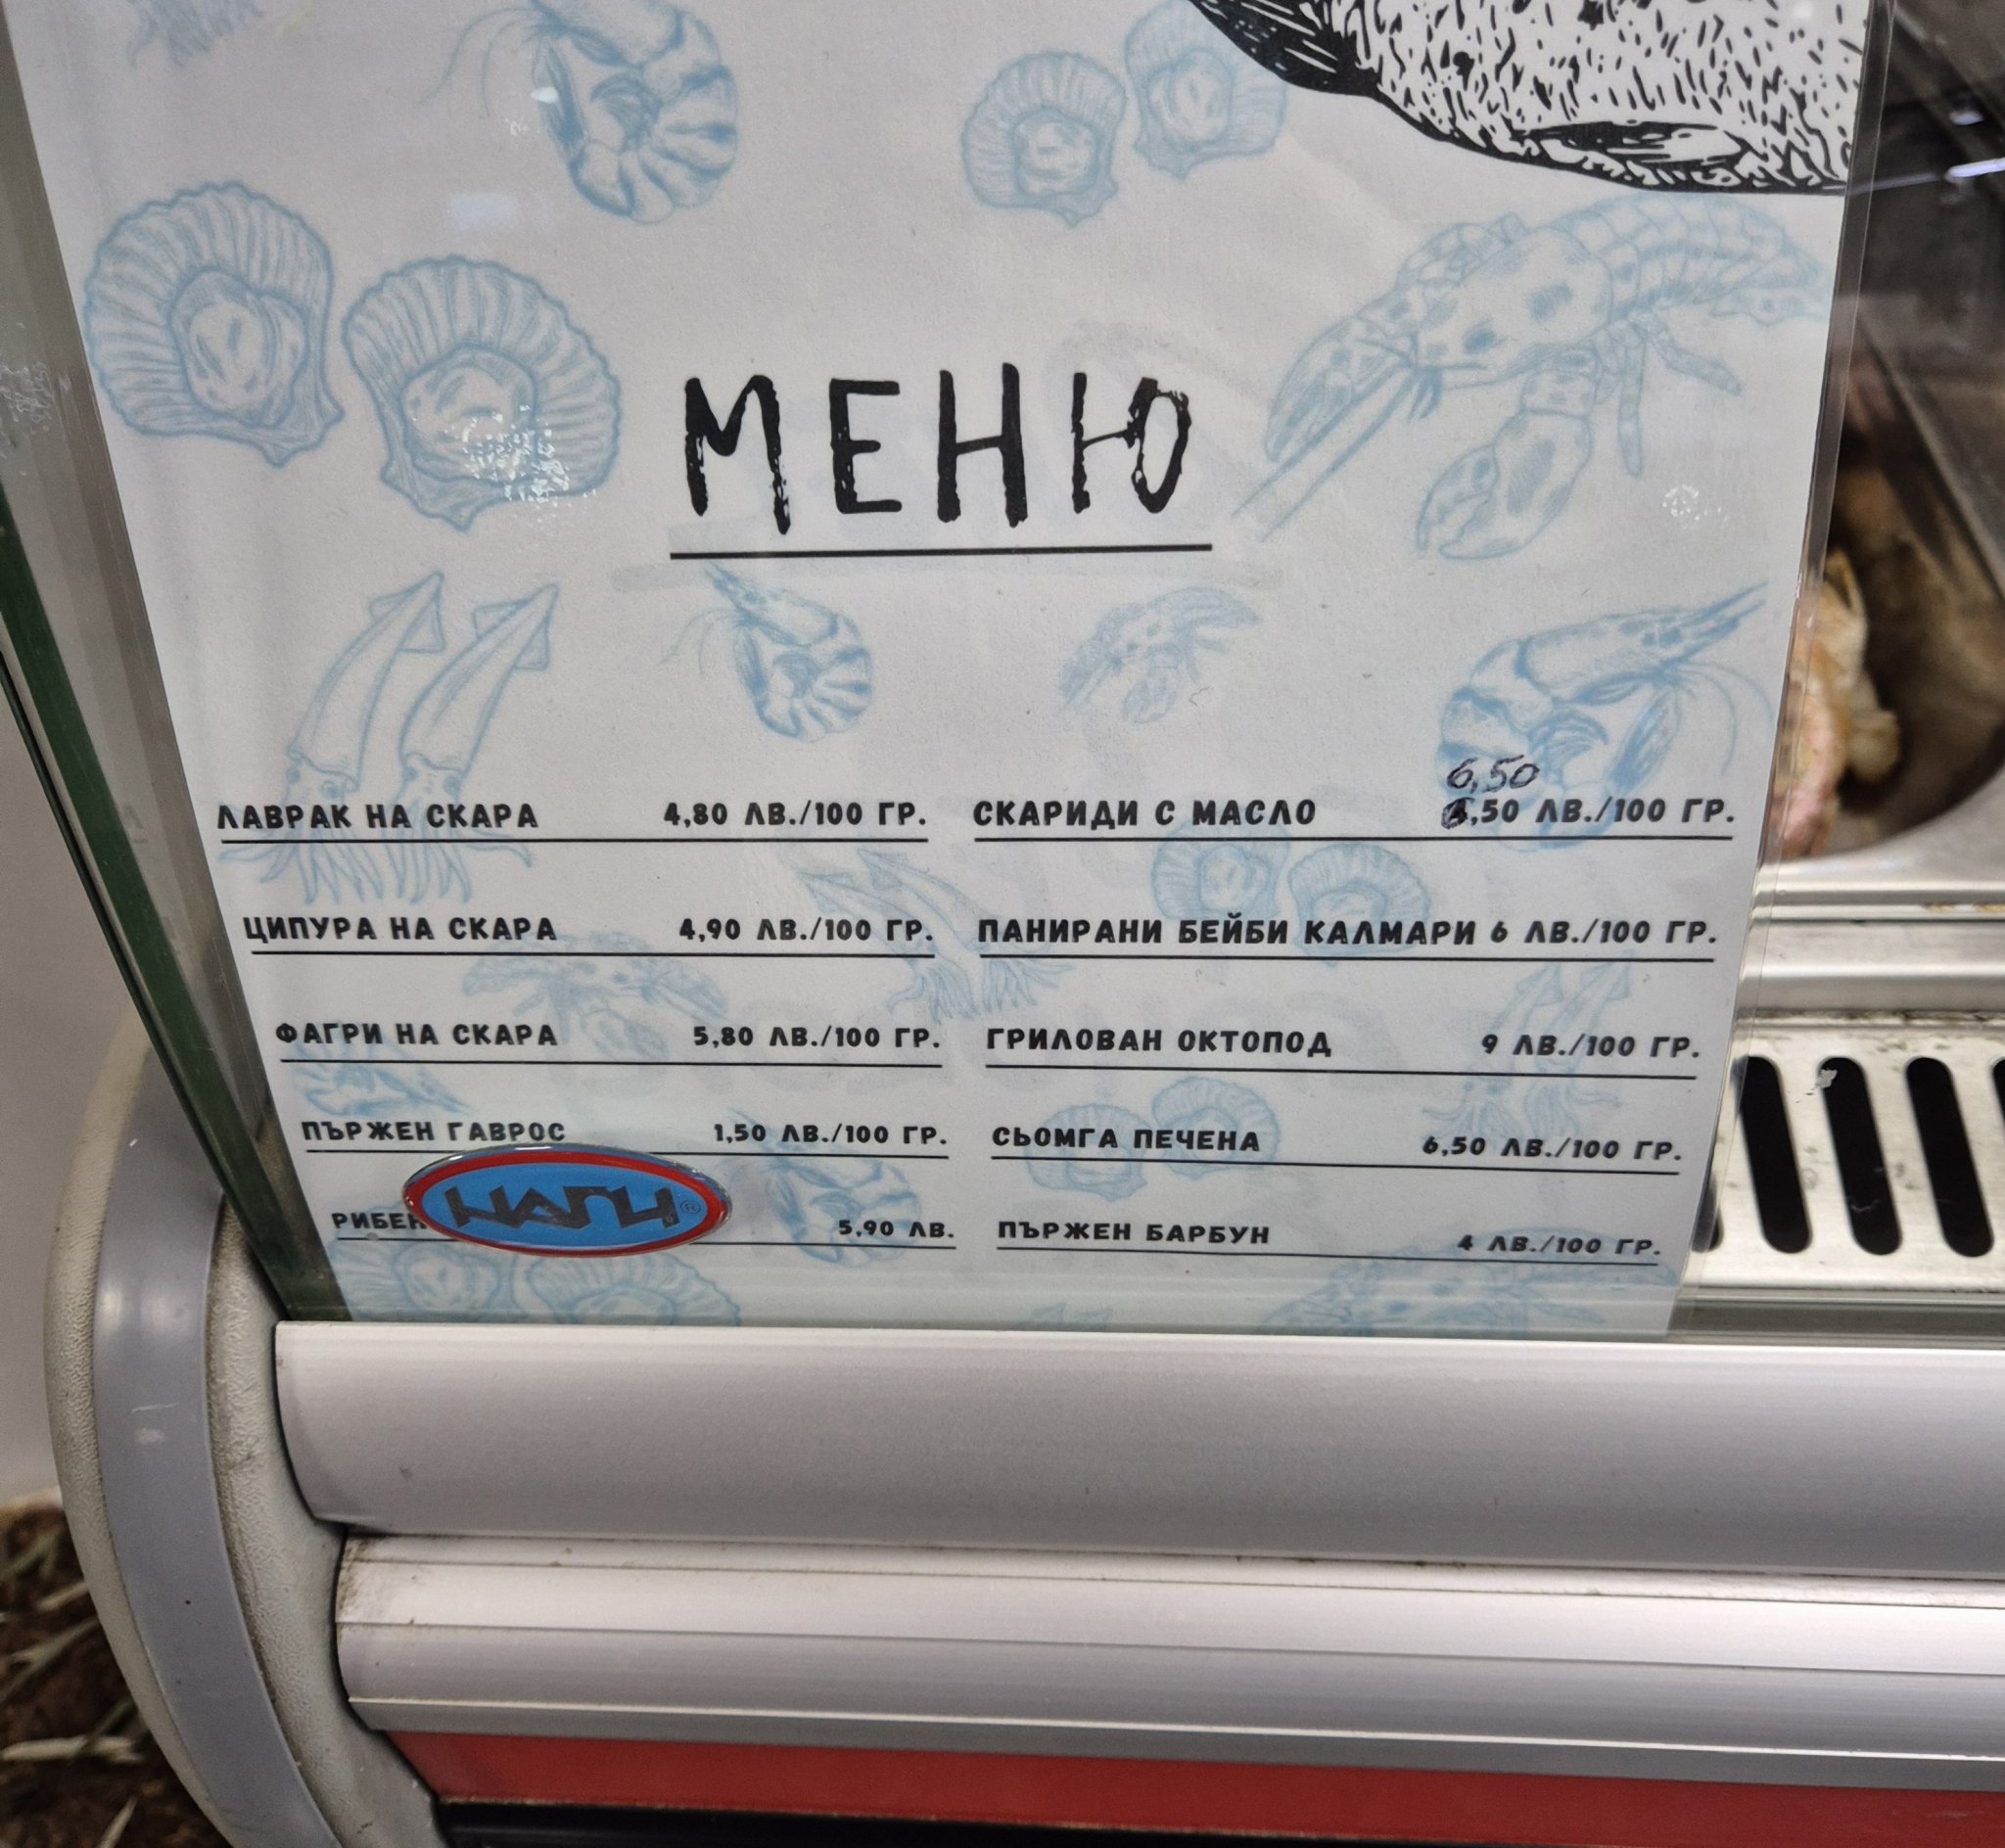 МЕНЮ
ЛАВРАК НА СКАРА 4,80 ЛВ./100 ГР.
ЦИПУРА НА СКАРА 4,90 ЛВ./100 ГР.
ФАГРИ НА СКАРА 5,80 ЛВ./100 ГР.
ПЪРЖЕН ГАВРОС 1,50 ЛВ./100 ГР.
5,90 ЛВ.
6,50
СКАРИДИ С МАСЛО ,50 ЛВ./100 ГР.
ПАНИРАНИ БЕЙБИ КАЛМАРИ 6 ЛВ./100 ГР.
ГРИЛОВАН ОКТОПОД 9 ЛВ./100 ГР.
СЬОМГА ПЕЧЕНА 6,50 ЛВ./100 ГР.
ПЪРЖЕН БАРБУН 4 ЛВ./100 ГР.